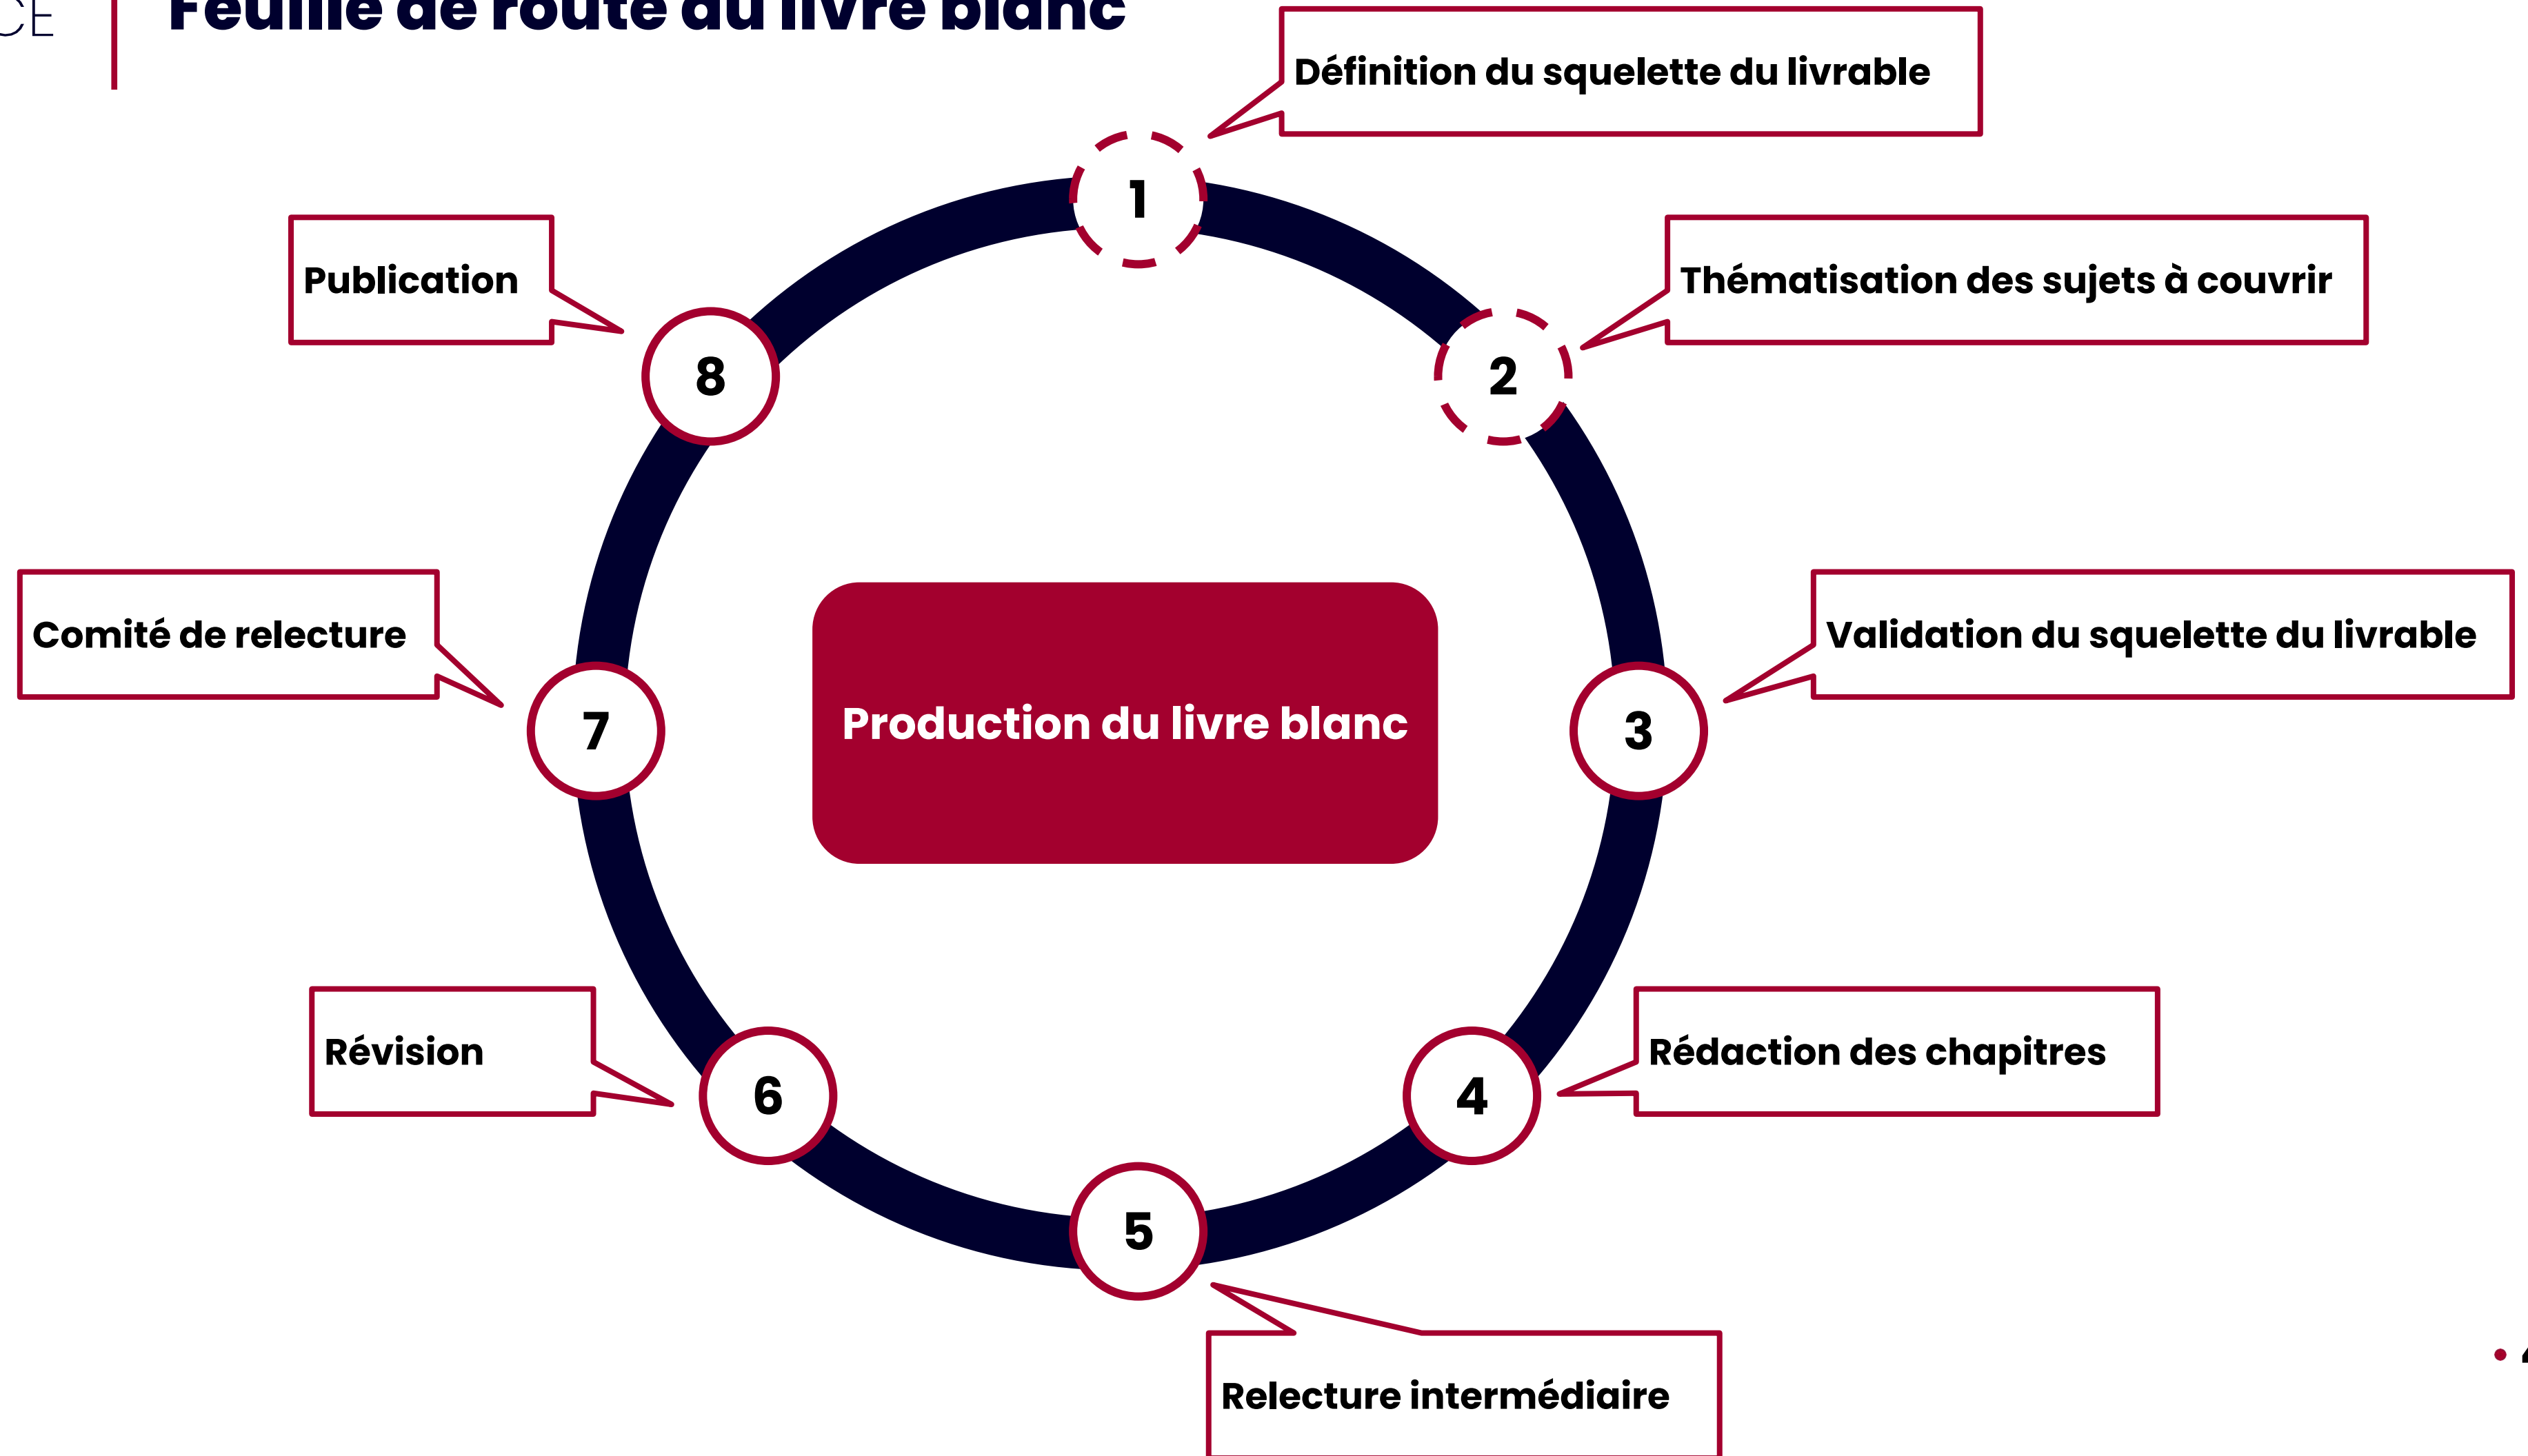 Feuille de route du livre blanc
Définition du squelette du livrable
1
Publication
Thématisation des sujets à couvrir
8
2
Comité de relecture
Validation du squelette du livrable
Production du livre blanc
7
3
Révision
Rédaction des chapitres
6
4
5
Relecture intermédiaire